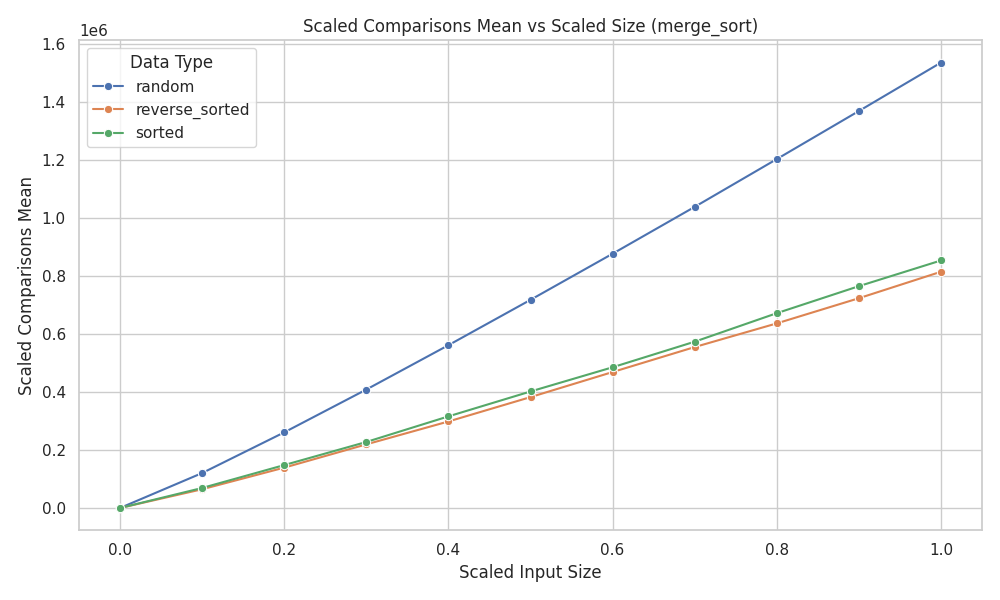 Scaled Comparisons Mean vs Scaled Size (merge_sort)
1e6
Data Type
random
reverse_sorted
sorted
Scaled Comparisons Mean
1.6
1.4
1.2
1.0
0.8
0.6
0.4
0.2
0.0
0.0 0.2 0.4 0.6 0.8 1.0
Scaled Input Size